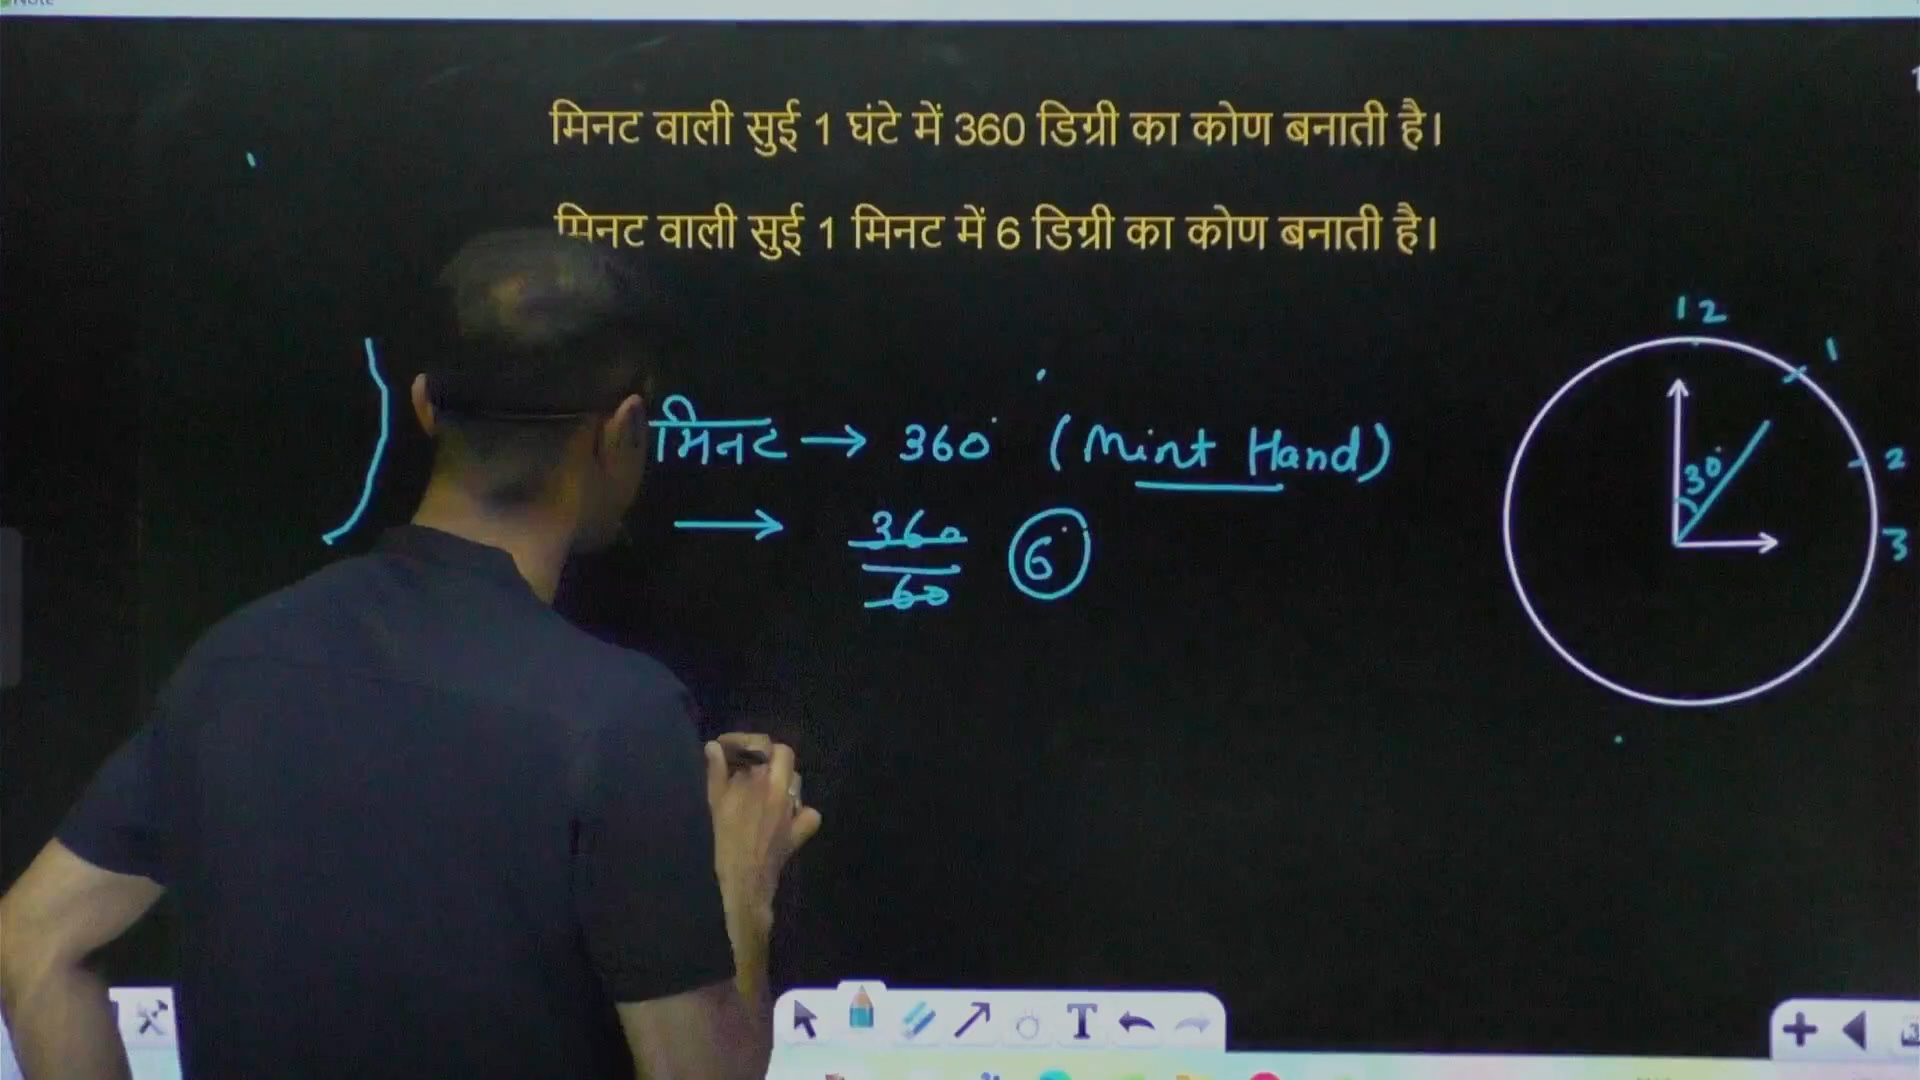 मिनट वाली सुई 1 घंटे में 360 डिग्री का कोण बनाती है।
मिनट वाली सुई 1 मिनट में 6 डिग्री का कोण बनाती है।
मिनट → 360° (Mint Hand)
→ 360/60 6°
12
1
2
3
30°
T